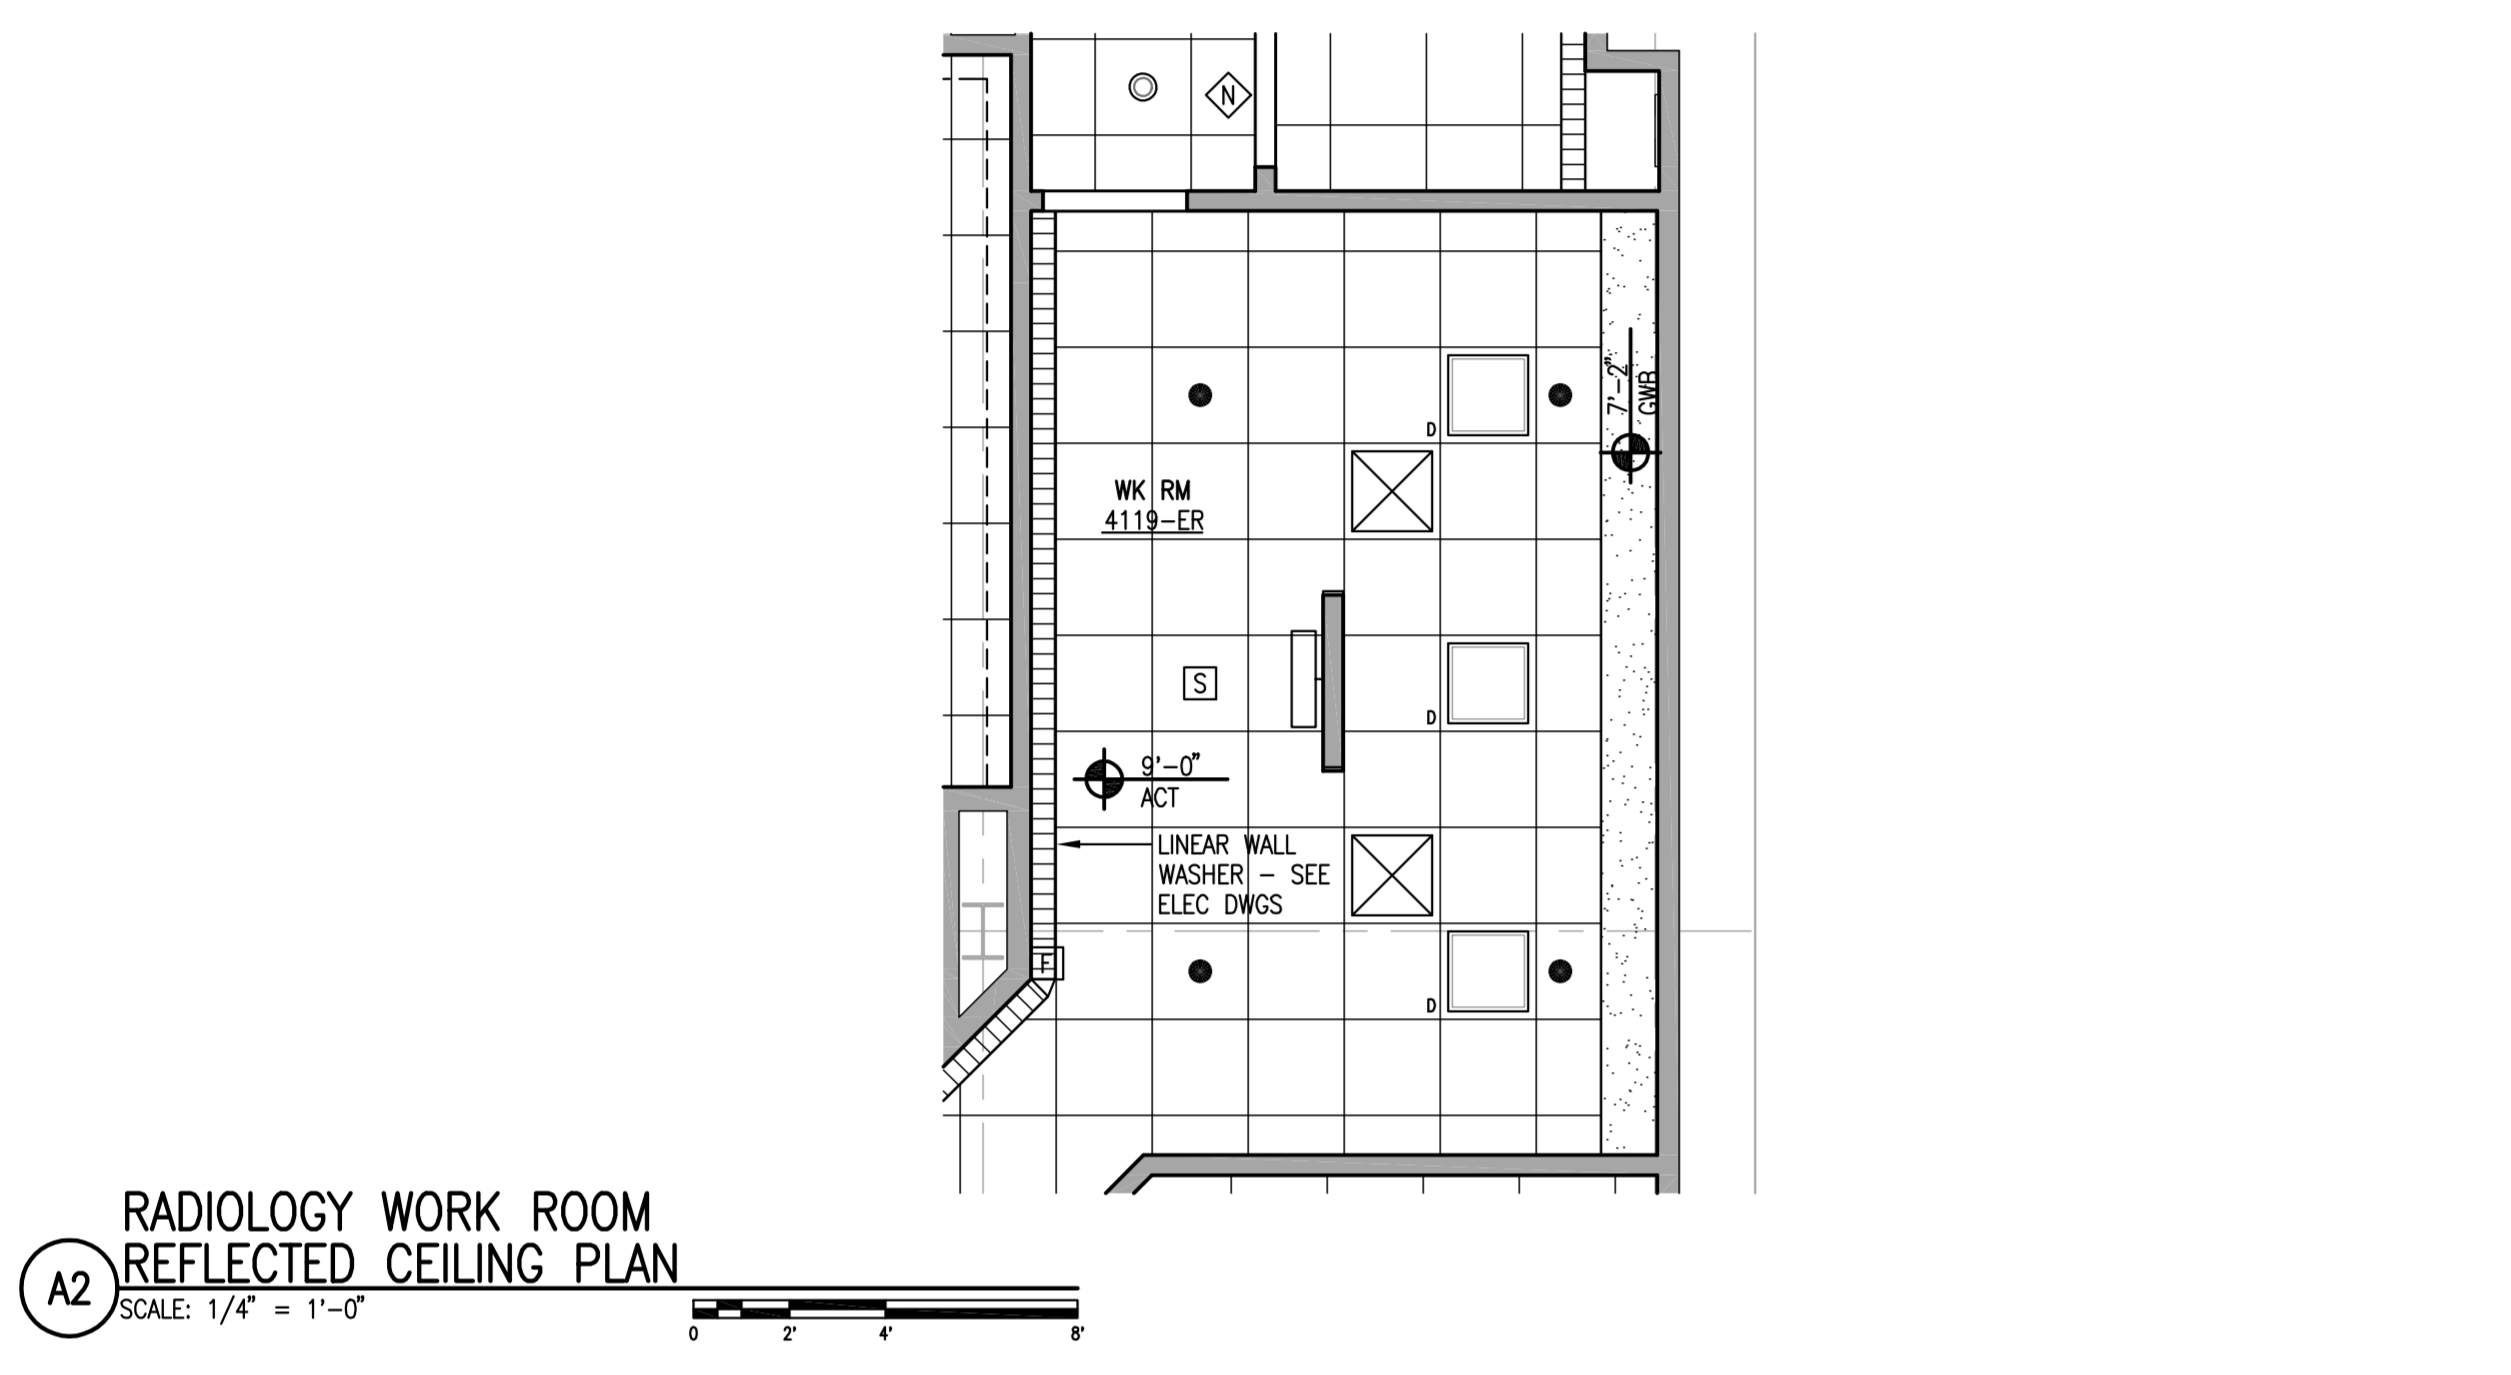 N
7'-2"
GWB
D
WK RM
4119-ER
S
D
9'-0"
ACT
LINEAR WALL
WASHER - SEE
ELEC DWGS
F
D
RADIOLOGY WORK ROOM
REFLECTED CEILING PLAN
A2
SCALE: 1/4" = 1'-0"
0 2' 4' 8'